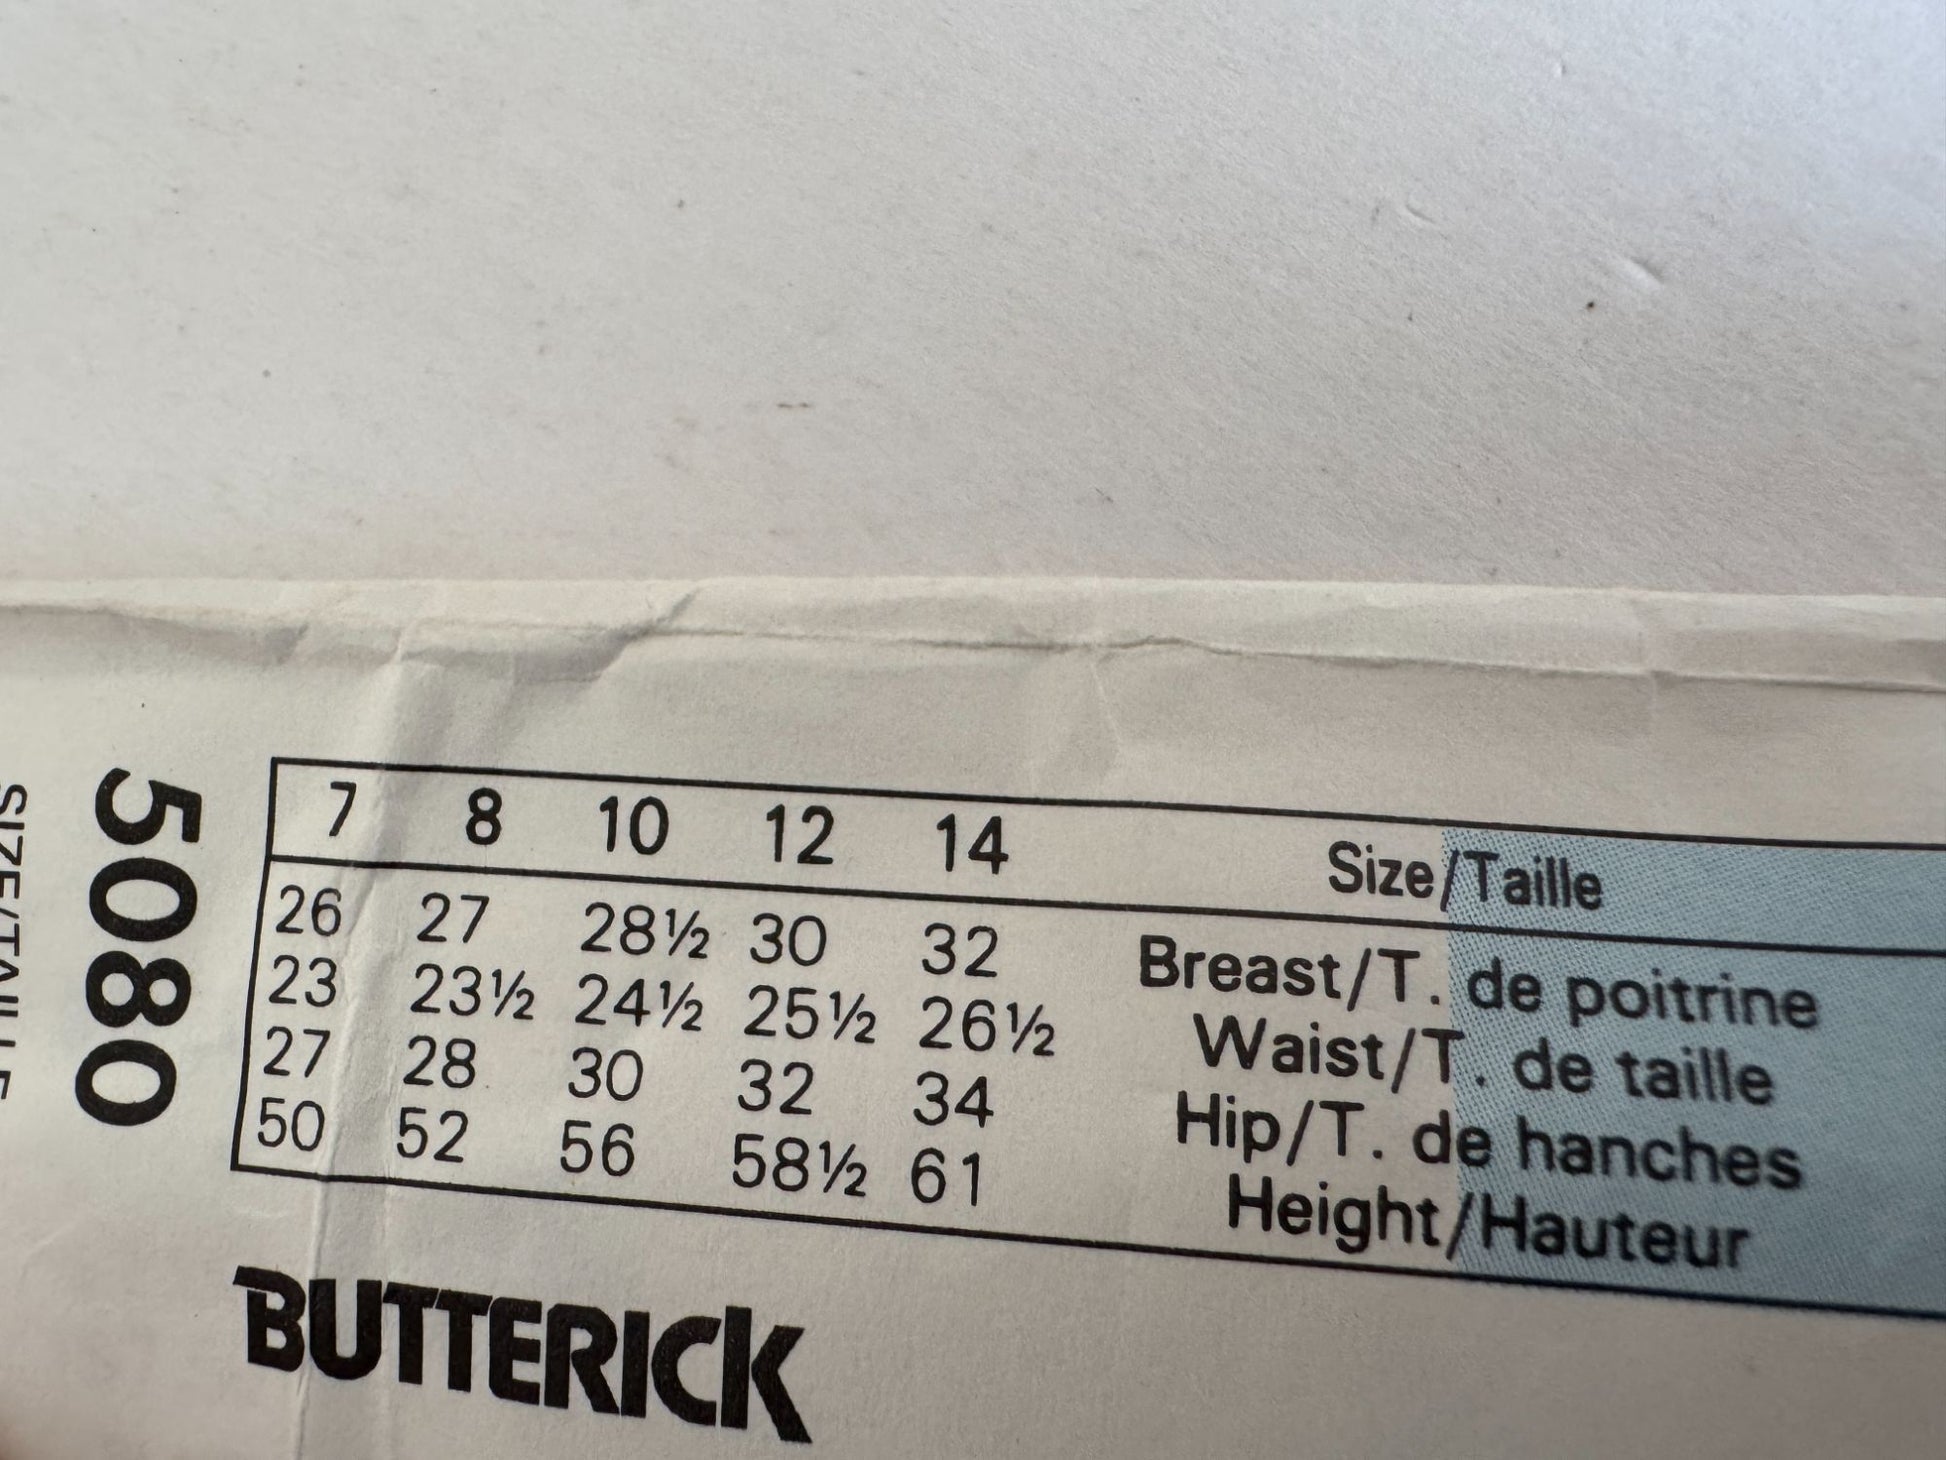 7 8 10 12 14 Size/Taille
26 27 28½ 30 32 Breast/T. de poitrine
23 23½ 24½ 25½ 26½ Waist/T. de taille
27 28 30 32 34 Hip/T. de hanches
50 52 56 58½ 61 Height/Hauteur
5080
BUTTERICK